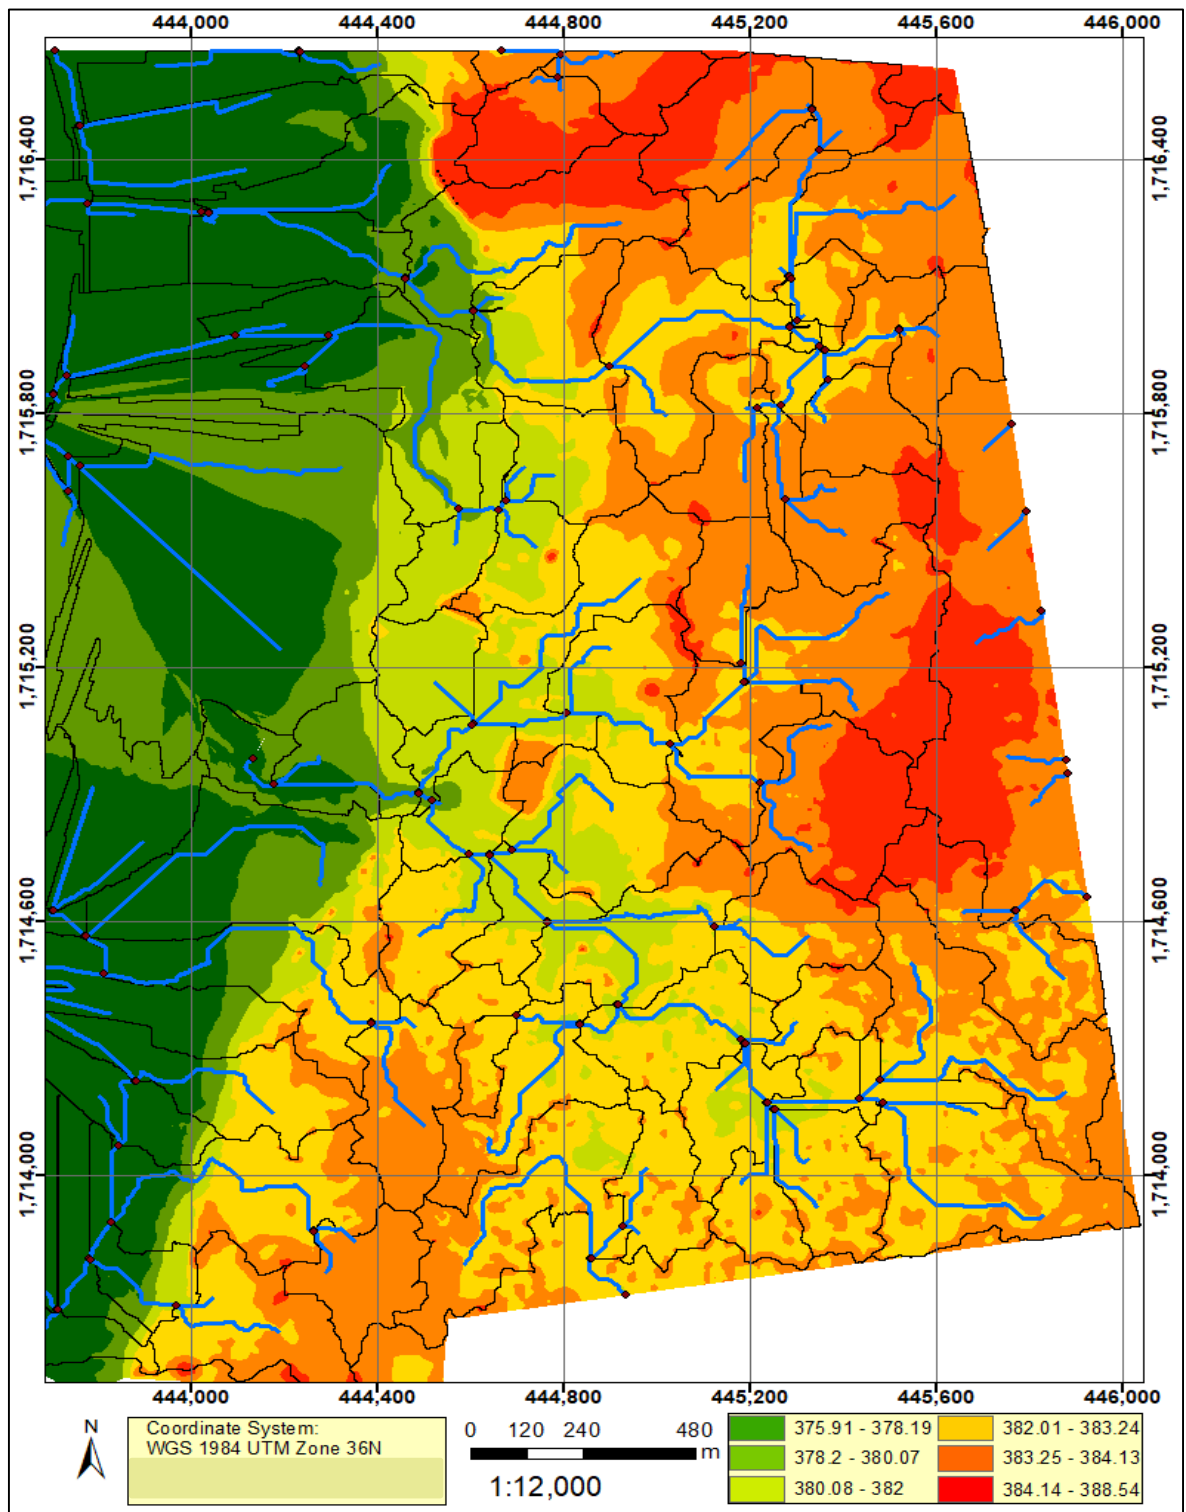 444,000 444,400 444,800 445,200 445,600 446,000
1,716,400 1,716,400
1,715,800 1,715,800
1,715,200 1,715,200
1,714,600 1,714,600
1,714,000 1,714,000
444,000 444,400 444,800 445,200 445,600 446,000
N
Coordinate System:
WGS 1984 UTM Zone 36N
0 120 240 480
m
1:12,000
375.91 - 378.19
378.2 - 380.07
380.08 - 382
382.01 - 383.24
383.25 - 384.13
384.14 - 388.54